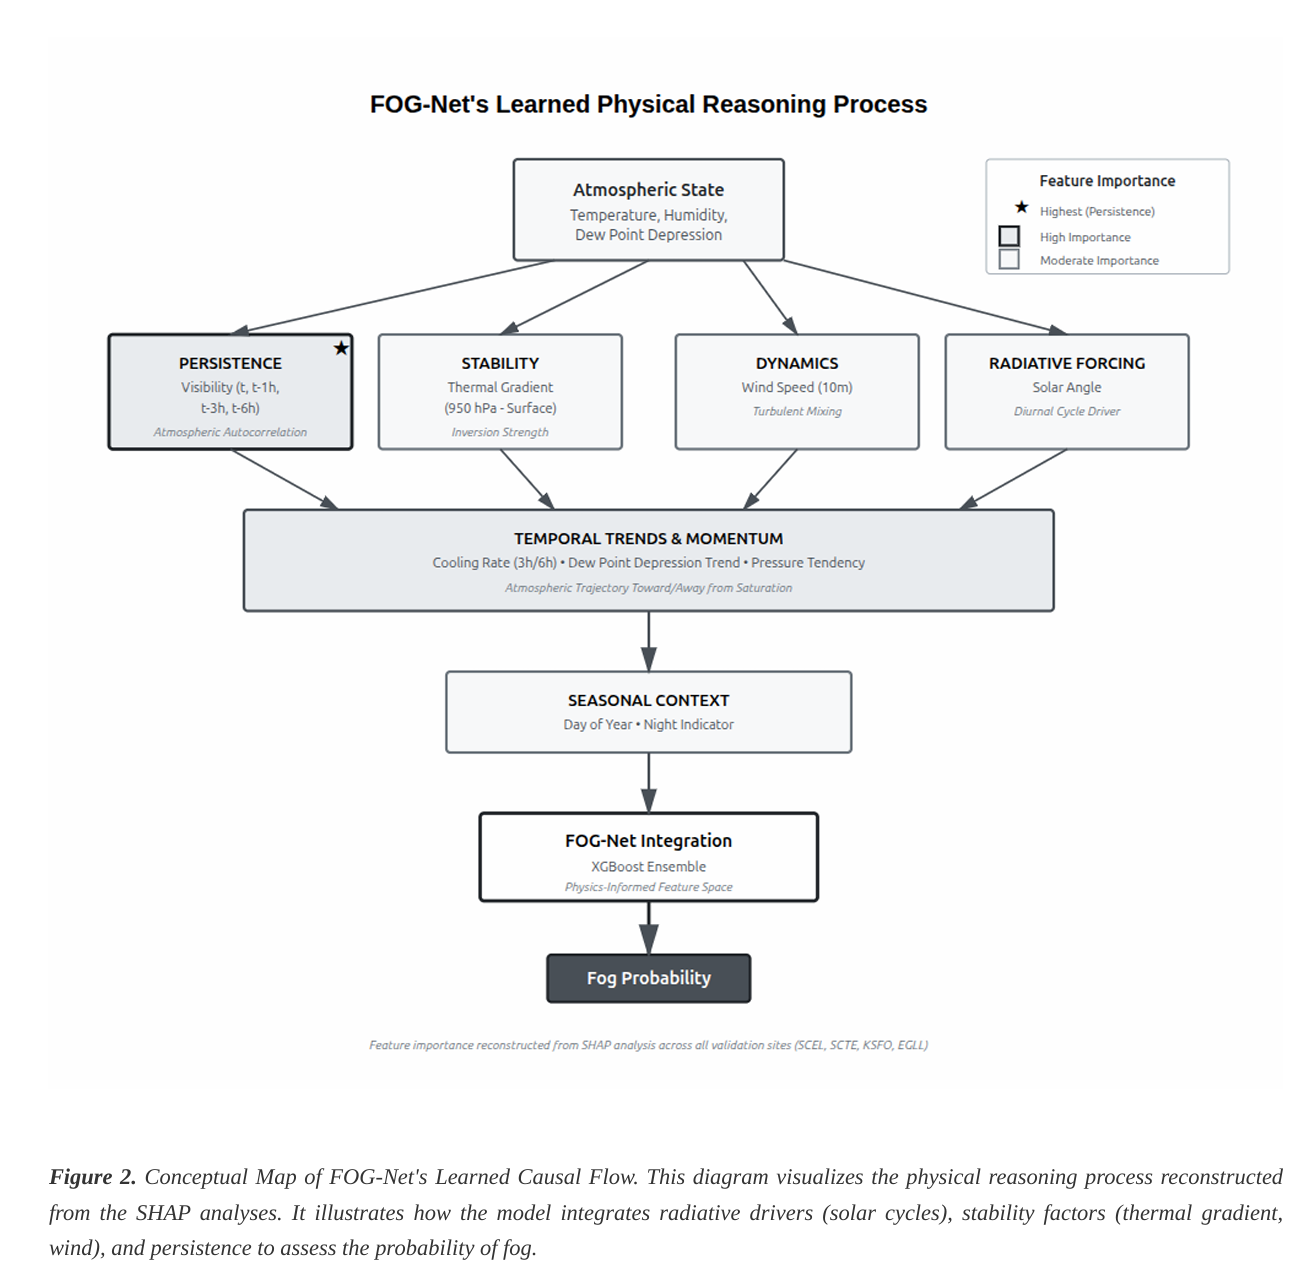 FOG-Net's Learned Physical Reasoning Process
Atmospheric State
Temperature, Humidity,
Dew Point Depression
Feature Importance
★ Highest (Persistence)
High Importance
Moderate Importance
★
PERSISTENCE
Visibility (t, t-1h,
t-3h, t-6h)
Atmospheric Autocorrelation
STABILITY
Thermal Gradient
(950 hPa - Surface)
Inversion Strength
DYNAMICS
Wind Speed (10m)
Turbulent Mixing
RADIATIVE FORCING
Solar Angle
Diurnal Cycle Driver
TEMPORAL TRENDS & MOMENTUM
Cooling Rate (3h/6h) • Dew Point Depression Trend • Pressure Tendency
Atmospheric Trajectory Toward/Away from Saturation
SEASONAL CONTEXT
Day of Year • Night Indicator
FOG-Net Integration
XGBoost Ensemble
Physics-Informed Feature Space
Fog Probability
Feature importance reconstructed from SHAP analysis across all validation sites (SCEL, SCTE, KSFO, EGLL)
Figure 2. Conceptual Map of FOG-Net's Learned Causal Flow. This diagram visualizes the physical reasoning process reconstructed
from the SHAP analyses. It illustrates how the model integrates radiative drivers (solar cycles), stability factors (thermal gradient,
wind), and persistence to assess the probability of fog.